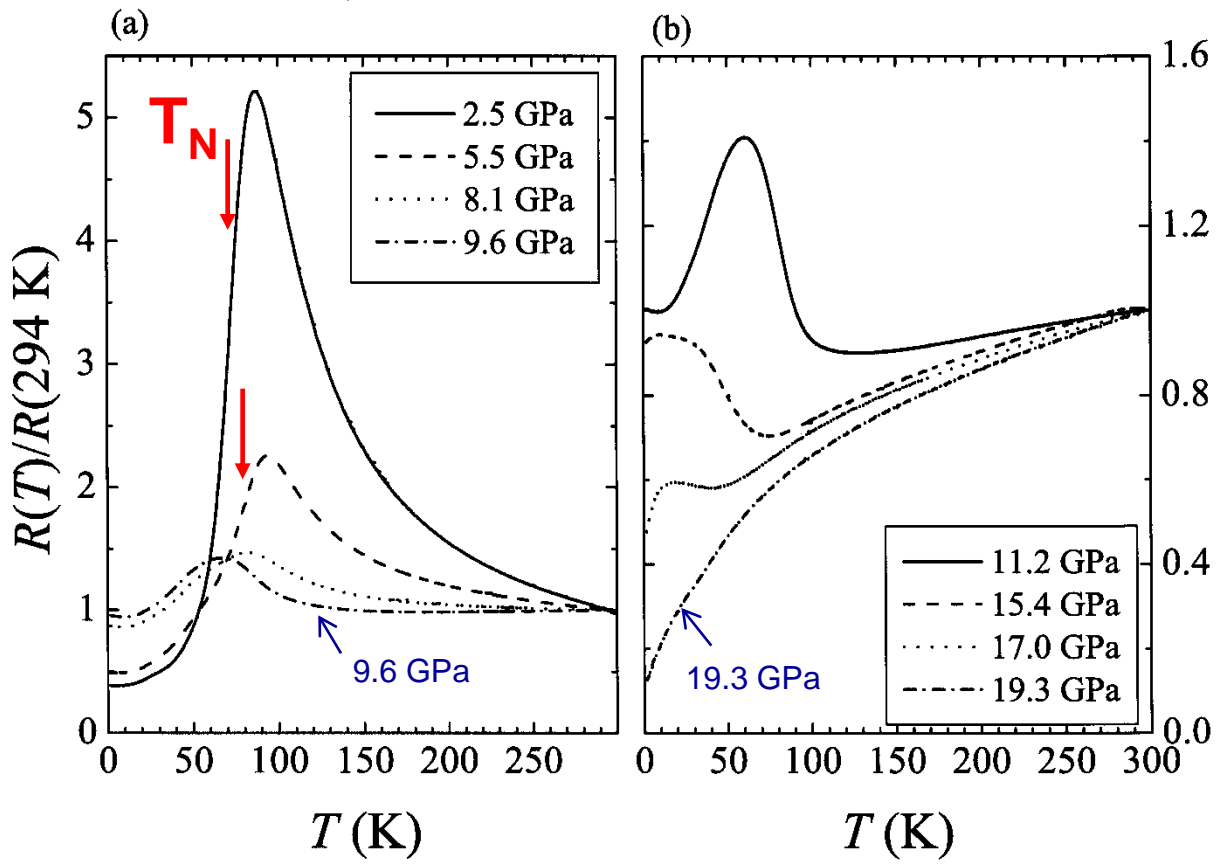 (a)
R(T)/R(294 K)
5
4
3
2
1
0
T N
2.5 GPa
5.5 GPa
8.1 GPa
9.6 GPa
9.6 GPa
0 50 100 150 200 250
T (K)
(b)
1.6
1.2
0.8
0.4
0.0
11.2 GPa
15.4 GPa
17.0 GPa
19.3 GPa
19.3 GPa
0 50 100 150 200 250 300
T (K)